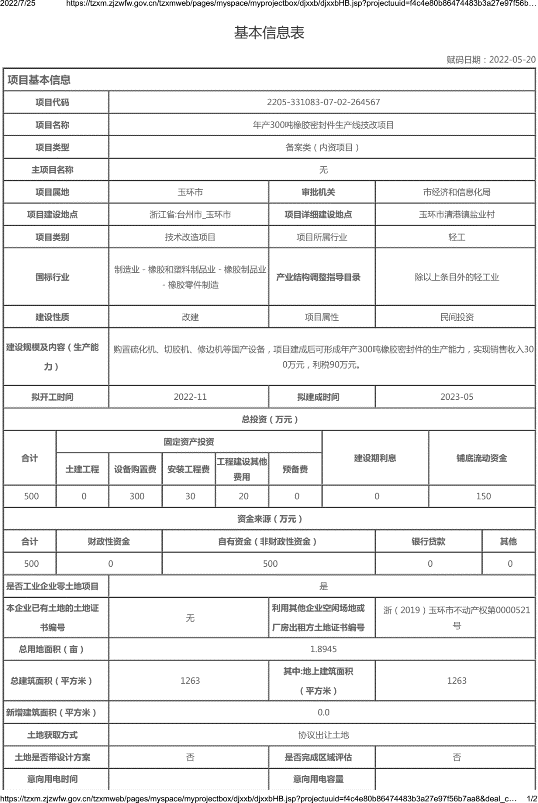 2022/7/25 https://tzxm.zjzwfw.gov.cn/tzxmweb/pages/myspace/myprojectbox/djxxb/djxxbHB.jsp?projectuuid=f4c4e80b86474483b3a27e97f56b…
基本信息表
赋码日期：2022-05-20
项目基本信息
项目代码 2205-331083-07-02-264567
项目名称 年产300吨橡胶密封件生产线技改项目
项目类型 备案类（内资项目）
主项目名称 无
项目属地 玉环市 审批机关 市经济和信息化局
项目建设地点 浙江省:台州市_玉环市 项目详细建设地点 玉环市清港镇盐业村
项目类别 技术改造项目 项目所属行业 轻工
国标行业 制造业 - 橡胶和塑料制品业 - 橡胶制品业 - 橡胶零件制造 产业结构调整指导目录 除以上条目外的轻工业
建设性质 改建 项目属性 民间投资
建设规模及内容（生产能力） 购置硫化机、切胶机、修边机等国产设备，项目建成后可形成年产300吨橡胶密封件的生产能力，实现销售收入300万元，利税90万元。
拟开工时间 2022-11 拟建成时间 2023-05
总投资（万元）
合计 固定资产投资 建设期利息 铺底流动资金
土建工程 设备购置费 安装工程费 工程建设其他费用 预备费
500 0 300 30 20 0 0 150
资金来源（万元）
合计 财政性资金 自有资金（非财政性资金） 银行贷款 其他
500 0 500 0 0
是否工业企业零土地项目 是
本企业已有土地的土地证书编号 无 利用其他企业空闲场地或厂房出租方土地证书编号 浙（2019）玉环市不动产权第0000521号
总用地面积（亩） 1.8945
总建筑面积（平方米） 1263 其中:地上建筑面积（平方米） 1263
新增建筑面积（平方米） 0.0
土地获取方式 协议出让土地
土地是否带设计方案 否 是否完成区域评估 否
意向用电时间 意向用电容量
https://tzxm.zjzwfw.gov.cn/tzxmweb/pages/myspace/myprojectbox/djxxb/djxxbHB.jsp?projectuuid=f4c4e80b86474483b3a27e97f56b7aa8&deal_c… 1/2